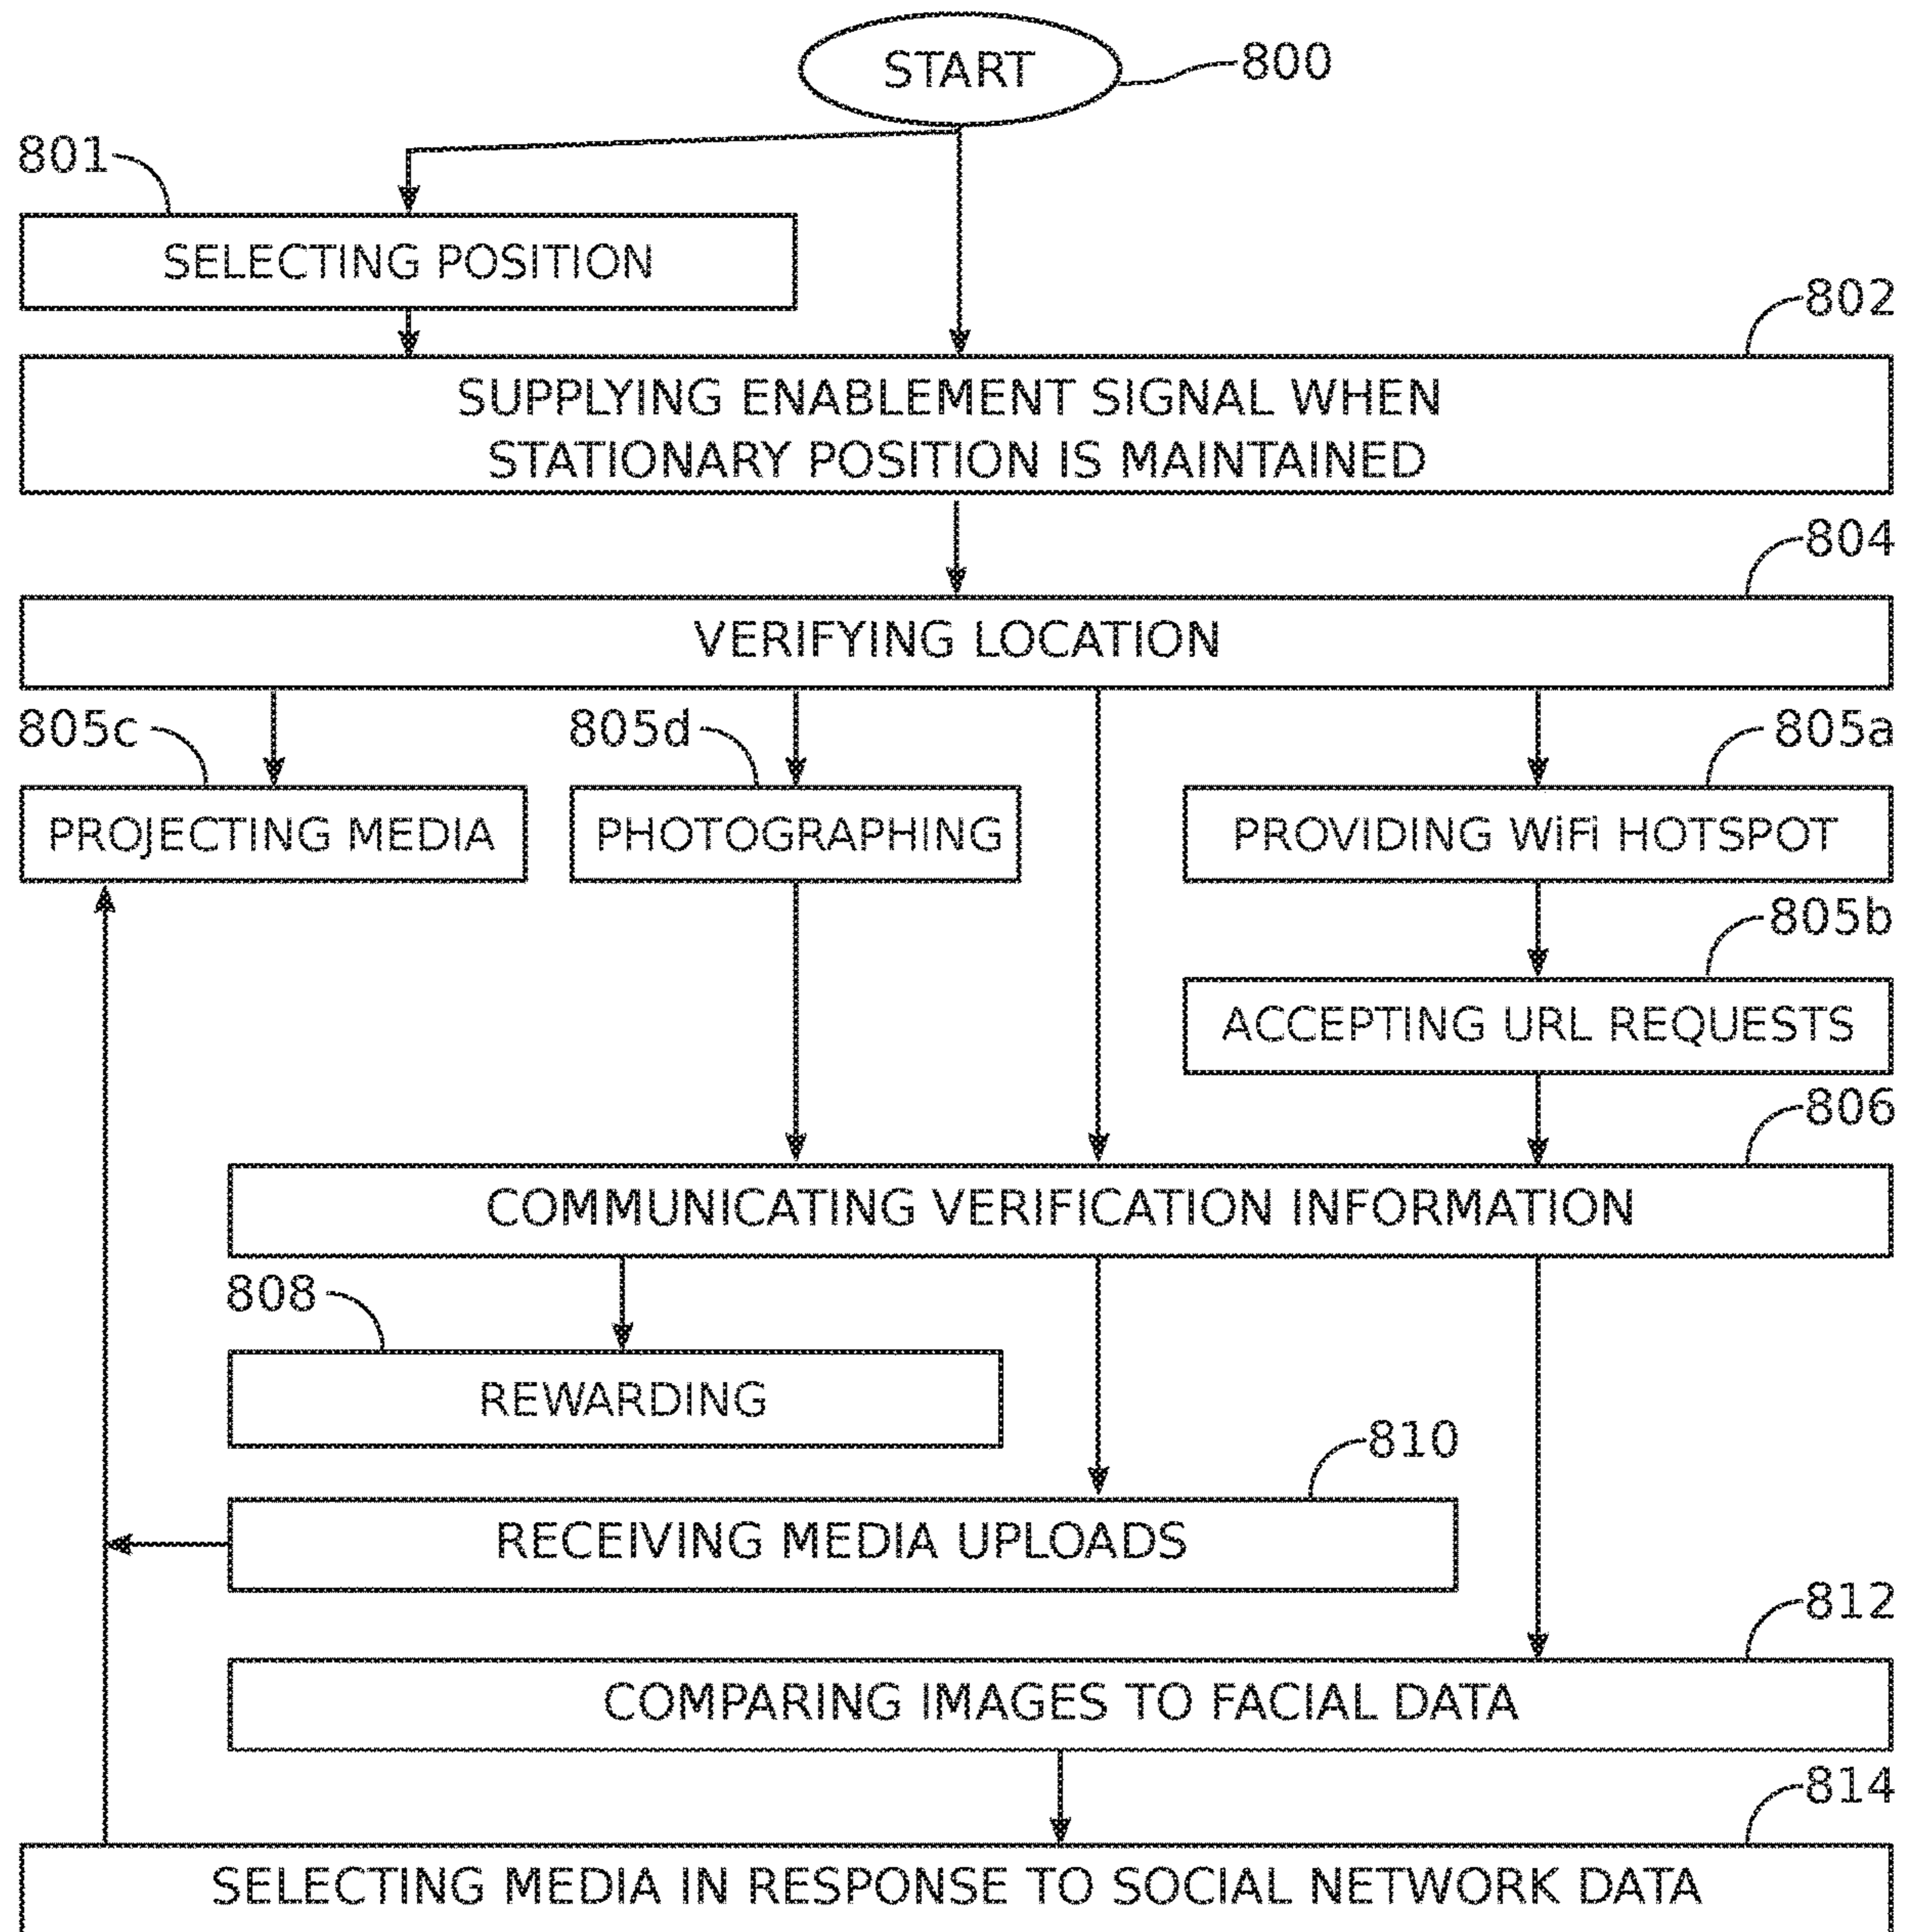 START
800
801
SELECTING POSITION
802
SUPPLYING ENABLEMENT SIGNAL WHEN
STATIONARY POSITION IS MAINTAINED
804
VERIFYING LOCATION
805c
805d
805a
PROJECTING MEDIA
PHOTOGRAPHING
PROVIDING WiFi HOTSPOT
805b
ACCEPTING URL REQUESTS
806
COMMUNICATING VERIFICATION INFORMATION
808
REWARDING
810
RECEIVING MEDIA UPLOADS
812
COMPARING IMAGES TO FACIAL DATA
814
SELECTING MEDIA IN RESPONSE TO SOCIAL NETWORK DATA